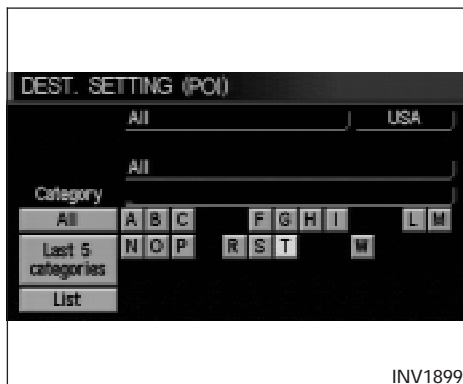 DEST. SETTING (POI)
All USA
All
Category
All A B C F G H I L M
Last 5 N O P R S T W
categories
List
INV1899